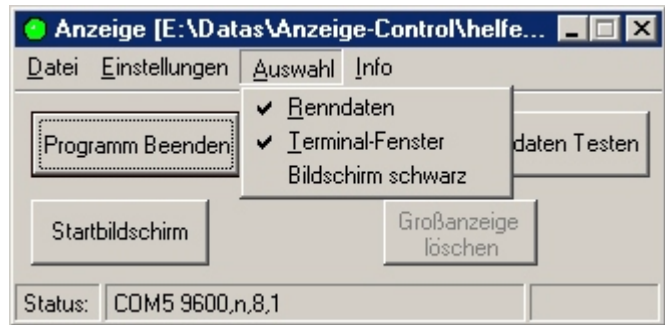 Anzeige [E:\Datas\Anzeige-Control\helfe...
Datei Einstellungen Auswahl Info
Renndaten
Terminal-Fenster
Bildschirm schwarz
Programm Beenden
daten Testen
Startbildschirm
Großanzeige
löschen
Status: COM5 9600,n,8,1